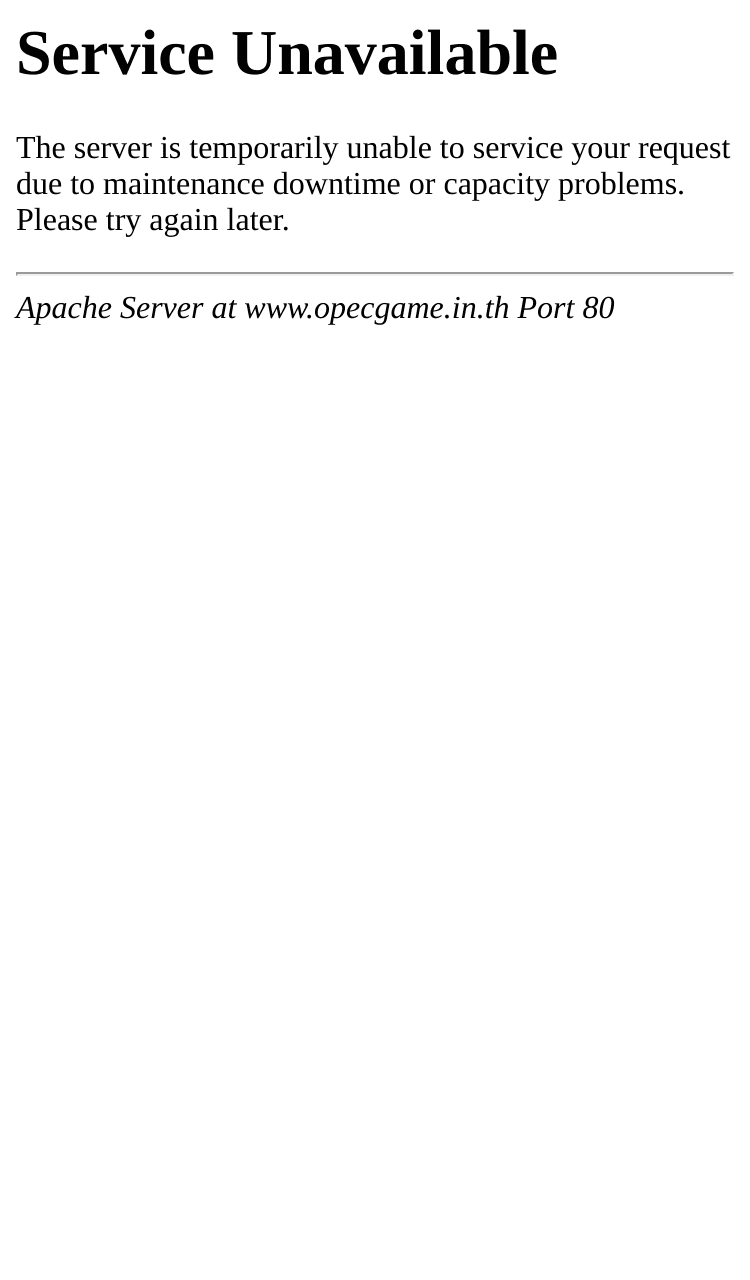 Service Unavailable
The server is temporarily unable to service your request
due to maintenance downtime or capacity problems.
Please try again later.
Apache Server at www.opecgame.in.th Port 80